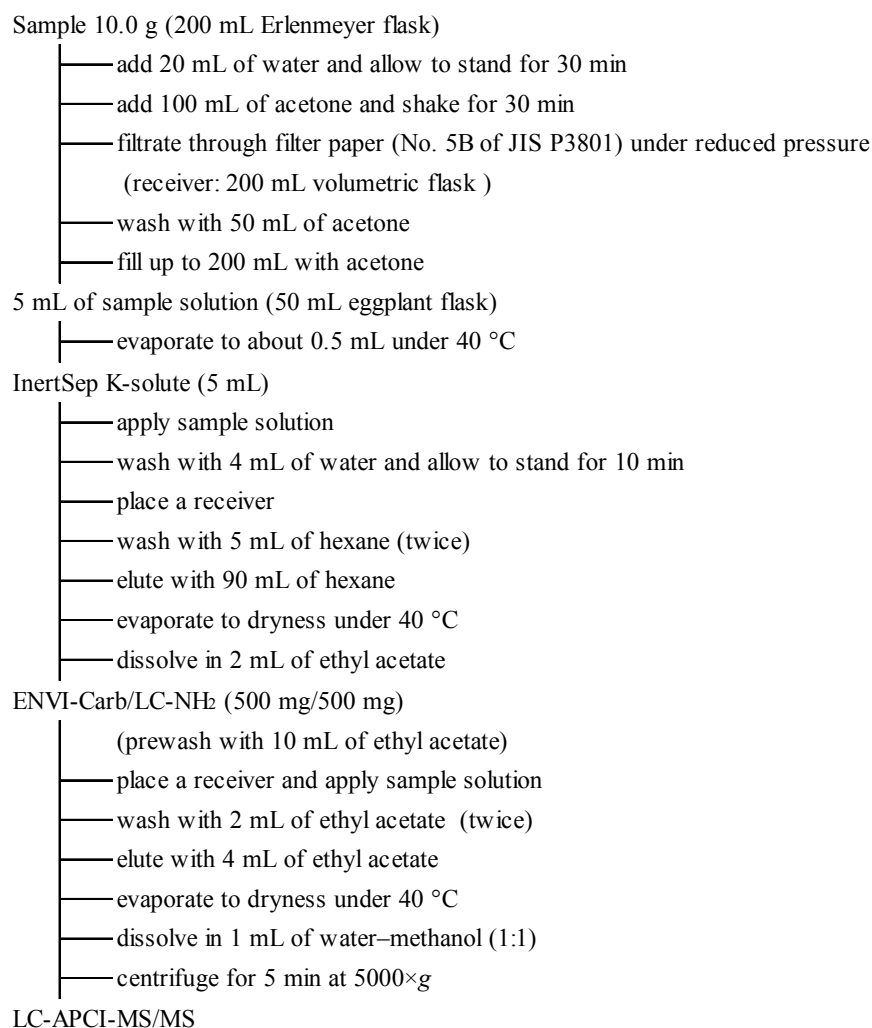 Sample 10.0 g (200 mL Erlenmeyer flask)
add 20 mL of water and allow to stand for 30 min
add 100 mL of acetone and shake for 30 min
filtrate through filter paper (No. 5B of JIS P3801) under reduced pressure
(receiver: 200 mL volumetric flask )
wash with 50 mL of acetone
fill up to 200 mL with acetone
5 mL of sample solution (50 mL eggplant flask)
evaporate to about 0.5 mL under 40 °C
InertSep K-solute (5 mL)
apply sample solution
wash with 4 mL of water and allow to stand for 10 min
place a receiver
wash with 5 mL of hexane (twice)
elute with 90 mL of hexane
evaporate to dryness under 40 °C
dissolve in 2 mL of ethyl acetate
ENVI-Carb/LC-NH₂ (500 mg/500 mg)
(prewash with 10 mL of ethyl acetate)
place a receiver and apply sample solution
wash with 2 mL of ethyl acetate (twice)
elute with 4 mL of ethyl acetate
evaporate to dryness under 40 °C
dissolve in 1 mL of water–methanol (1:1)
centrifuge for 5 min at 5000×g
LC-APCI-MS/MS